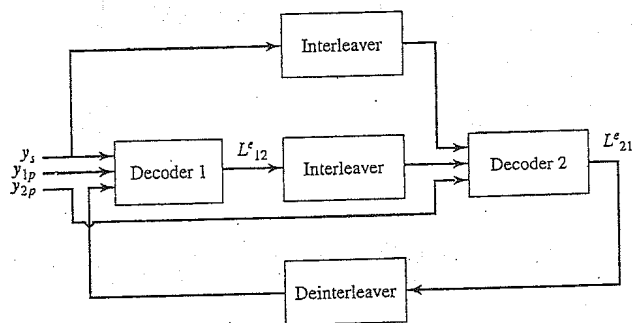 Interleaver
y_s
y_1p
y_2p
Decoder 1
L^e_12
Interleaver
Decoder 2
L^e_21
Deinterleaver